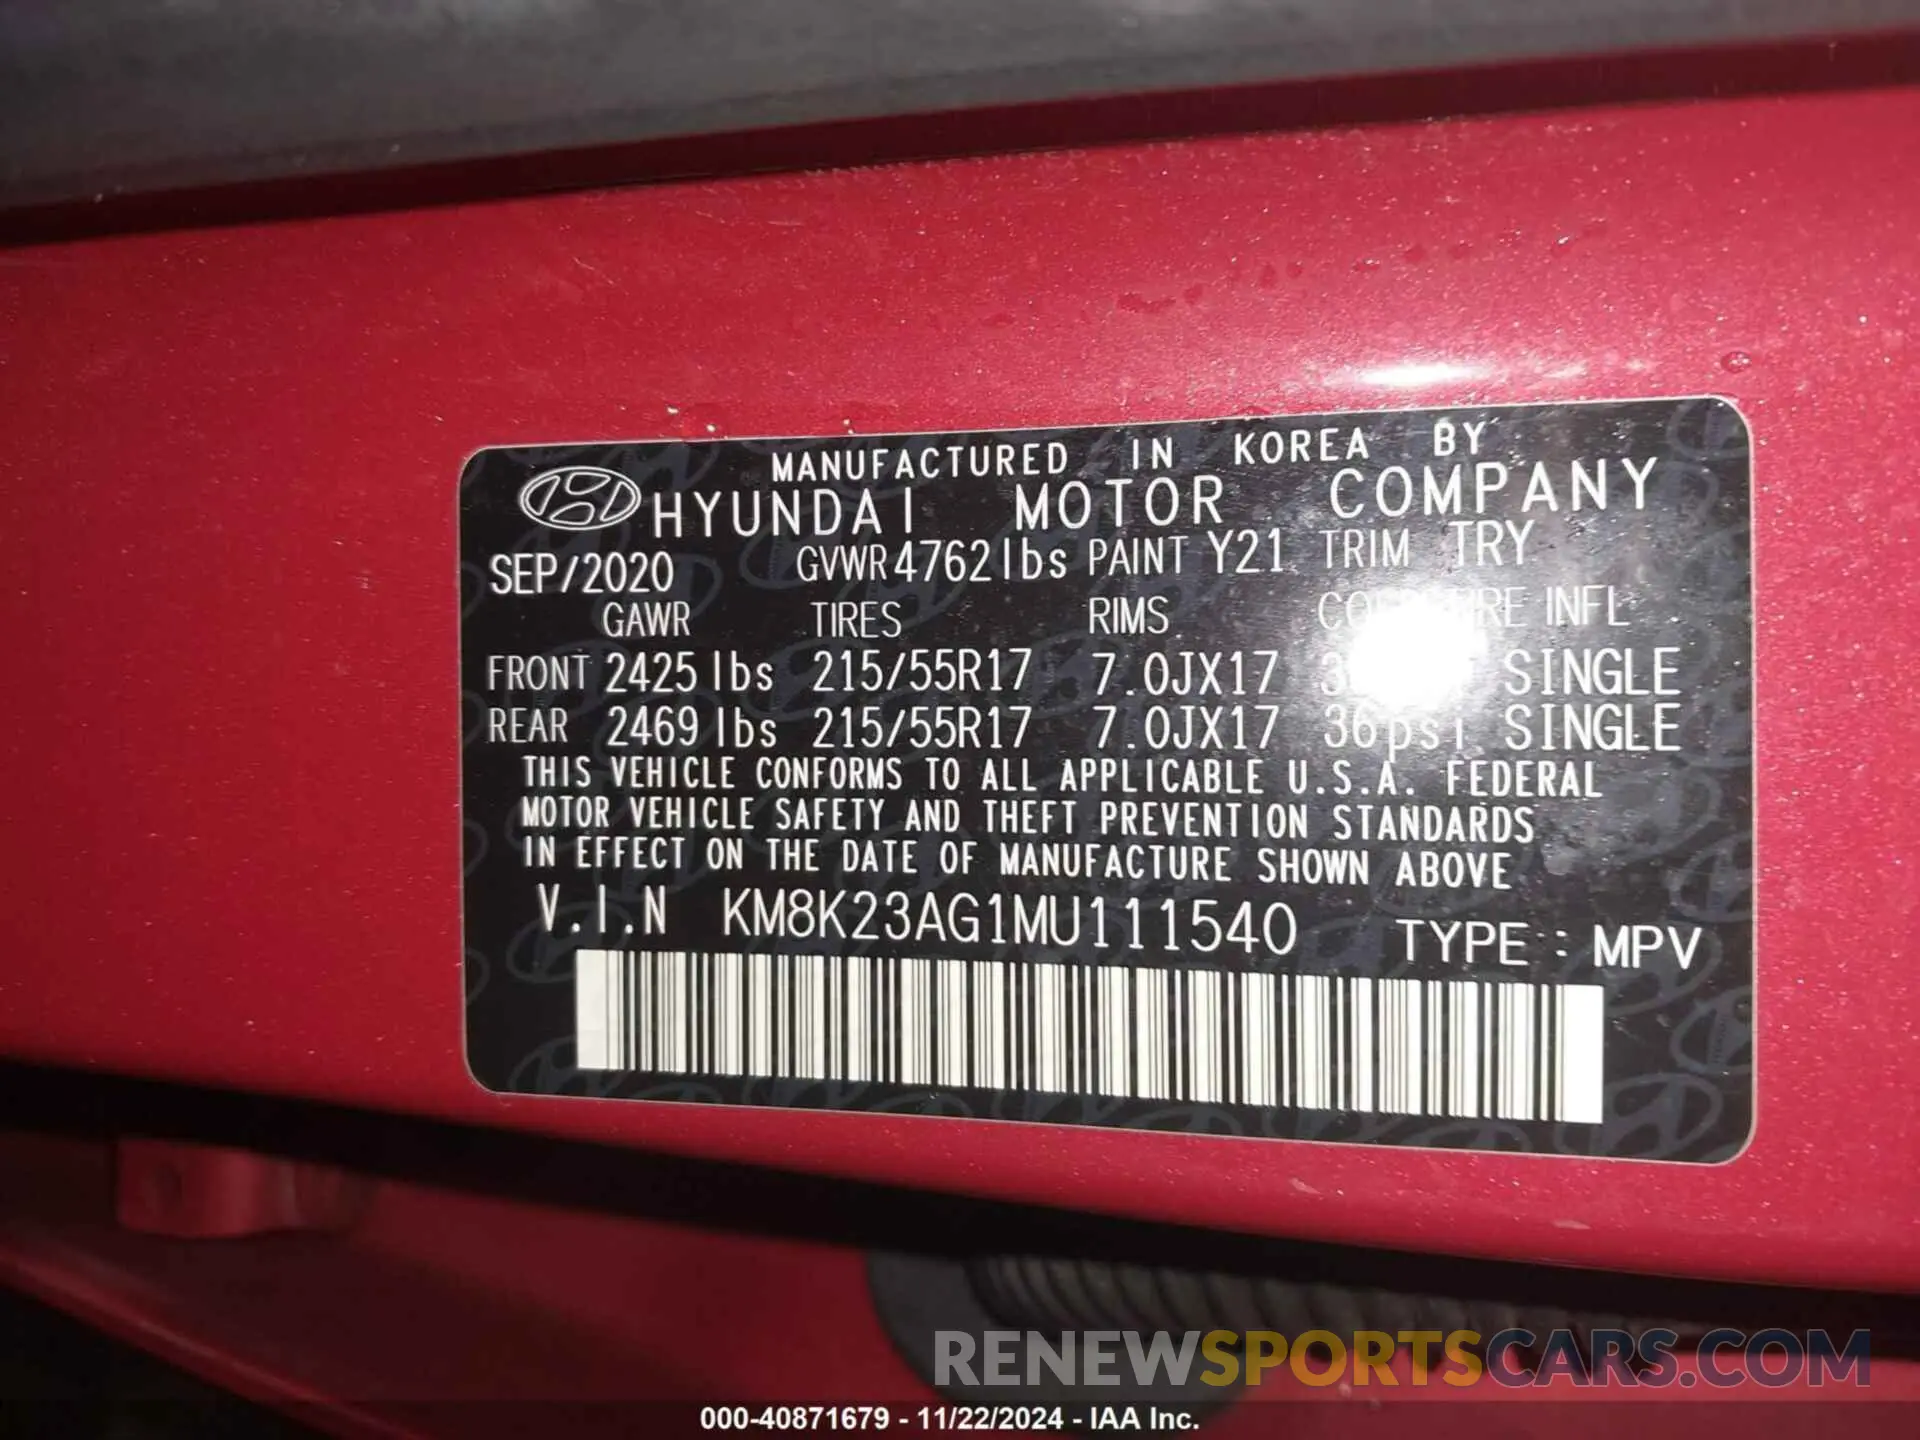 MANUFACTURED IN KOREA BY
HYUNDAI MOTOR COMPANY
SEP/2020 GVWR 4762lbs PAINT Y21 TRIM TRY
GAWR TIRES RIMS INFL
FRONT 2425 lbs 215/55R17 7.0JX17 SINGLE
REAR 2469 lbs 215/55R17 7.0JX17 36psi SINGLE
THIS VEHICLE CONFORMS TO ALL APPLICABLE U.S.A. FEDERAL
MOTOR VEHICLE SAFETY AND THEFT PREVENTION STANDARDS
IN EFFECT ON THE DATE OF MANUFACTURE SHOWN ABOVE
V.I.N KM8K23AG1MU111540 TYPE : MPV
RENEWSPORTSCARS.COM
000-40871679 - 11/22/2024 - IAA Inc.